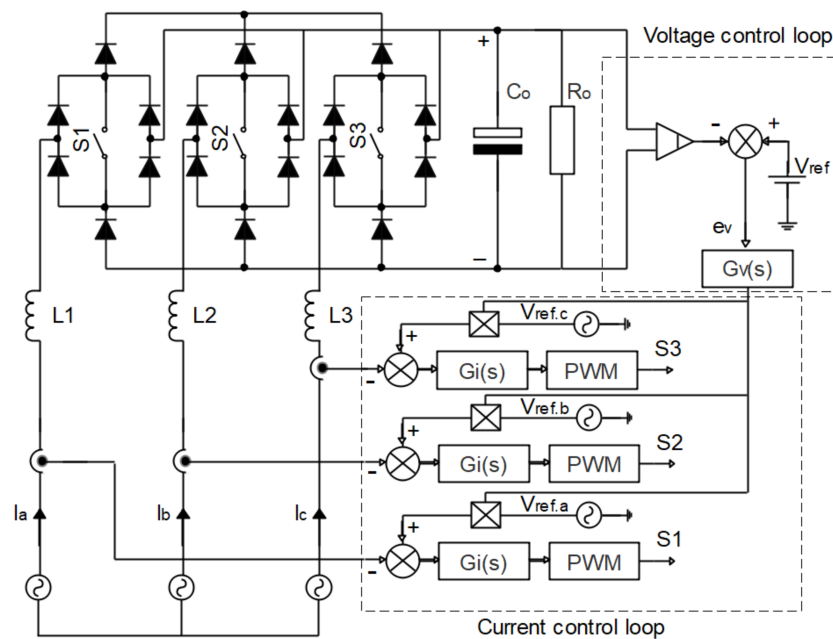 Voltage control loop
+
S1
S2
S3
Co
Ro
-
+
Vref
ev
–
Gv(s)
L1
L2
L3
Vref.c
+
-
Gi(s)
PWM
S3
Vref.b
+
-
Gi(s)
PWM
S2
Ia
Ib
Ic
Vref.a
+
-
Gi(s)
PWM
S1
Current control loop